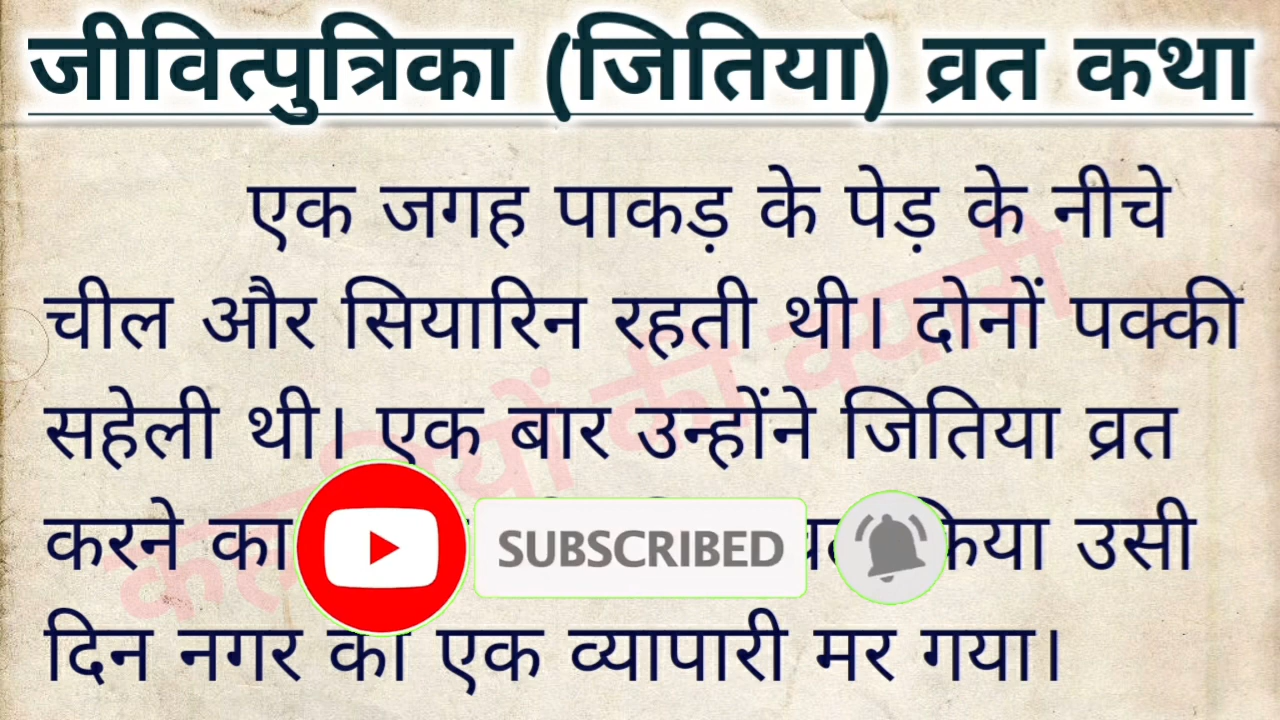 जीवित्पुत्रिका (जितिया) व्रत कथा
एक जगह पाकड़ के पेड़ के नीचे
चील और सियारिन रहती थी। दोनों पक्की
सहेली थी। एक बार उन्होंने जितिया व्रत
करने का किया उसी
SUBSCRIBED
दिन नगर का एक व्यापारी मर गया।